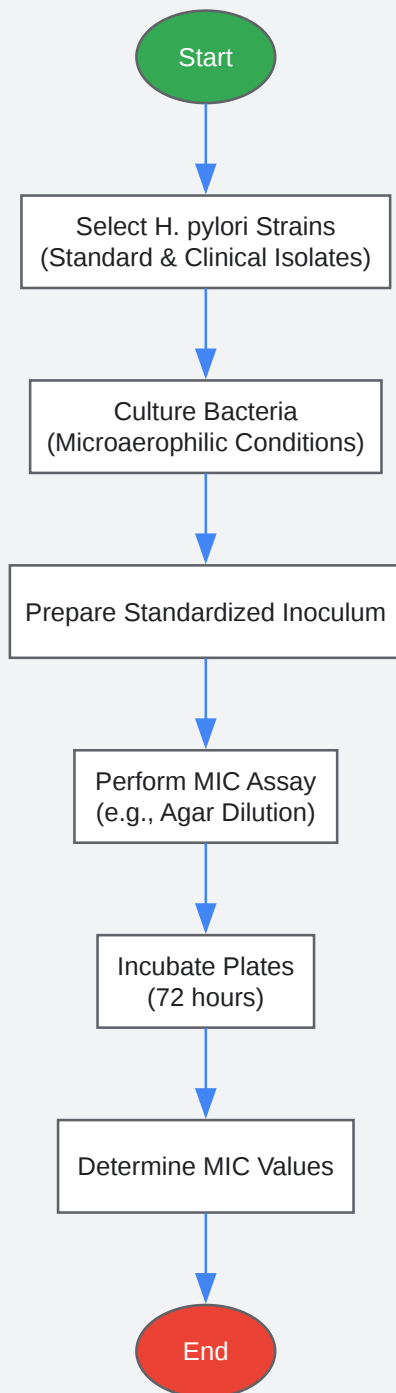 Start
Select H. pylori Strains
(Standard & Clinical Isolates)
Culture Bacteria
(Microaerophilic Conditions)
Prepare Standardized Inoculum
Perform MIC Assay
(e.g., Agar Dilution)
Incubate Plates
(72 hours)
Determine MIC Values
End